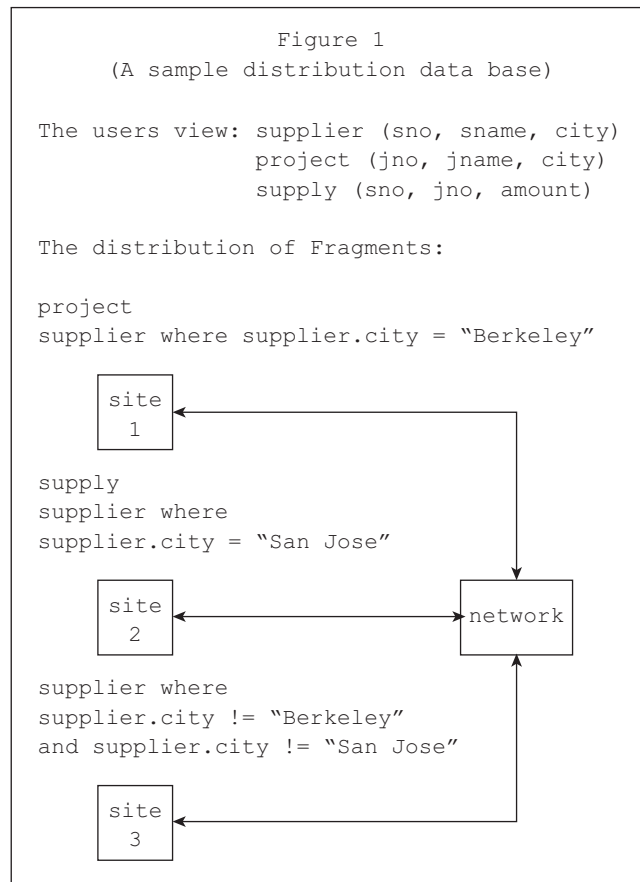 Figure 1
(A sample distribution data base)
The users view: supplier (sno, sname, city)
project (jno, jname, city)
supply (sno, jno, amount)
The distribution of Fragments:
project
supplier where supplier.city = “Berkeley”
site
1
supply
supplier where
supplier.city = “San Jose”
site
2
network
supplier where
supplier.city != “Berkeley”
and supplier.city != “San Jose”
site
3